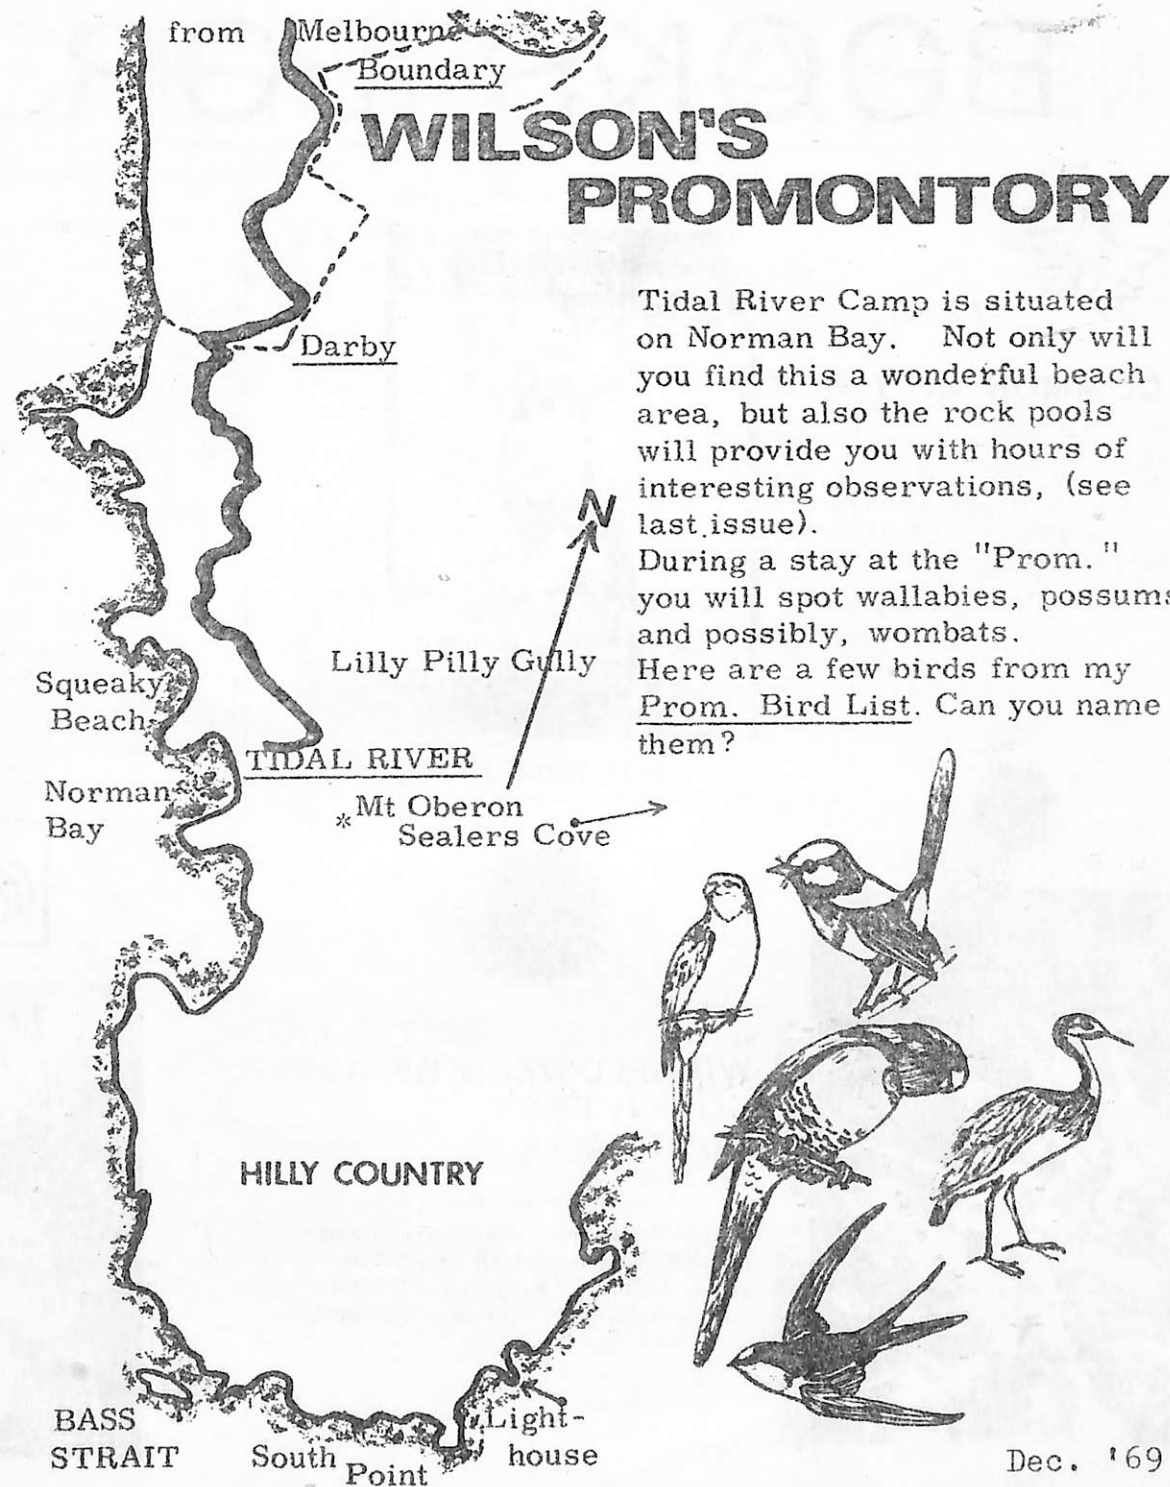 from Melbourne
Boundary
WILSON'S
PROMONTORY
Tidal River Camp is situated
on Norman Bay. Not only will
you find this a wonderful beach
area, but also the rock pools
will provide you with hours of
interesting observations, (see
last issue).
During a stay at the "Prom."
you will spot wallabies, possums
and possibly, wombats.
Here are a few birds from my
Prom. Bird List. Can you name
them?
Darby
N
Lilly Pilly Gully
Squeaky
Beach
TIDAL RIVER
Norman
Bay
*Mt Oberon
Sealers Cove
HILLY COUNTRY
BASS
STRAIT
South
Point
Light-
house
Dec. '69